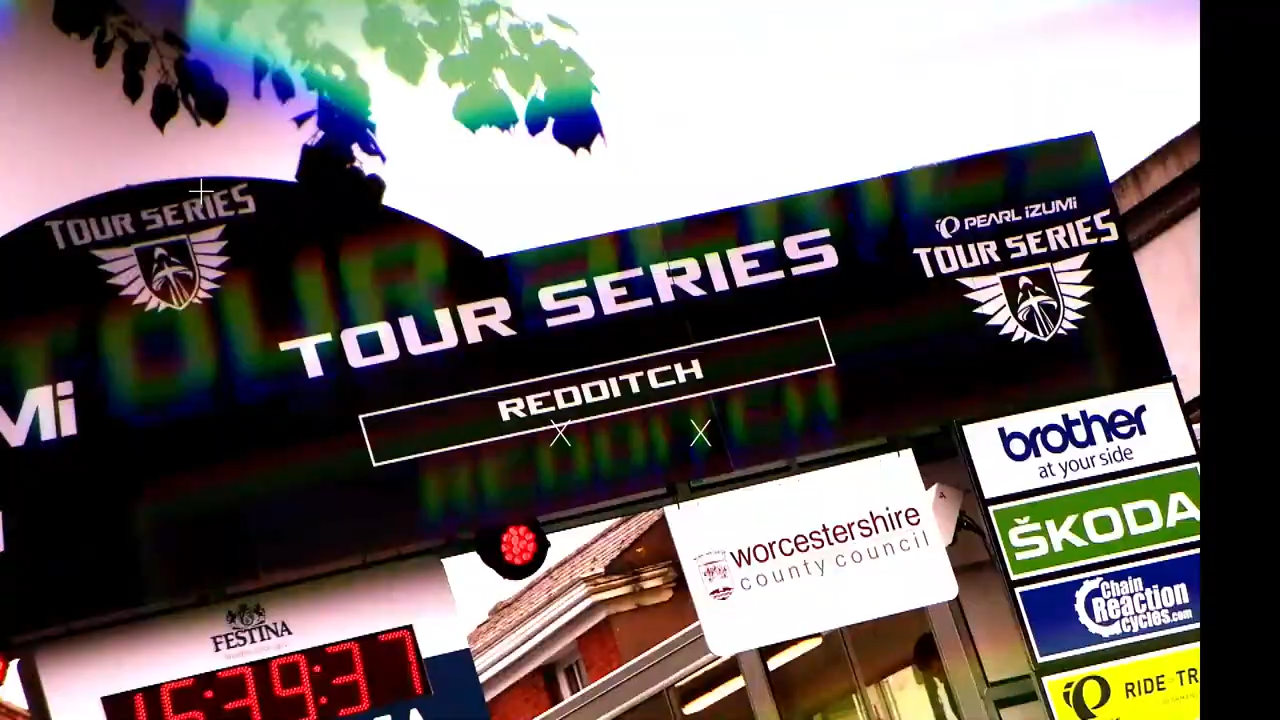 TOUR SERIES
TOUR SERIES
REDDITCH
PEARL iZUMi
TOUR SERIES
Mi
brother
at your side
ŠKODA
Chain
Reaction
Cycles.com
RIDE
worcestershire
county council
4
FESTINA
15:39:37